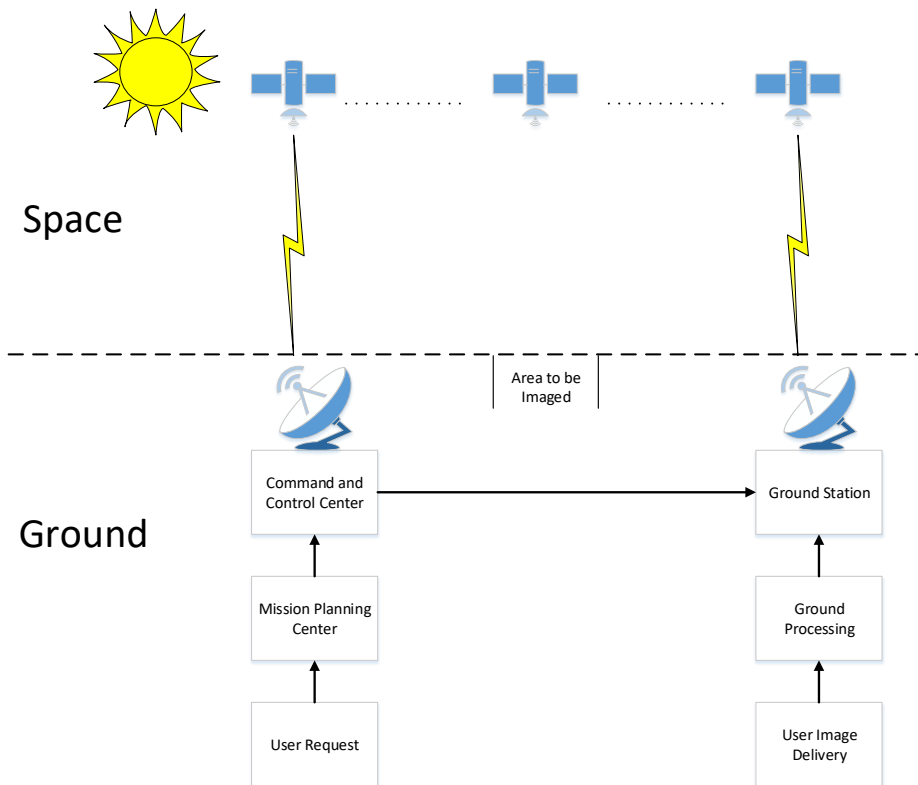 Space
Area to be
Imaged
Command and
Control Center
Ground Station
Ground
Mission Planning
Center
Ground
Processing
User Request
User Image
Delivery